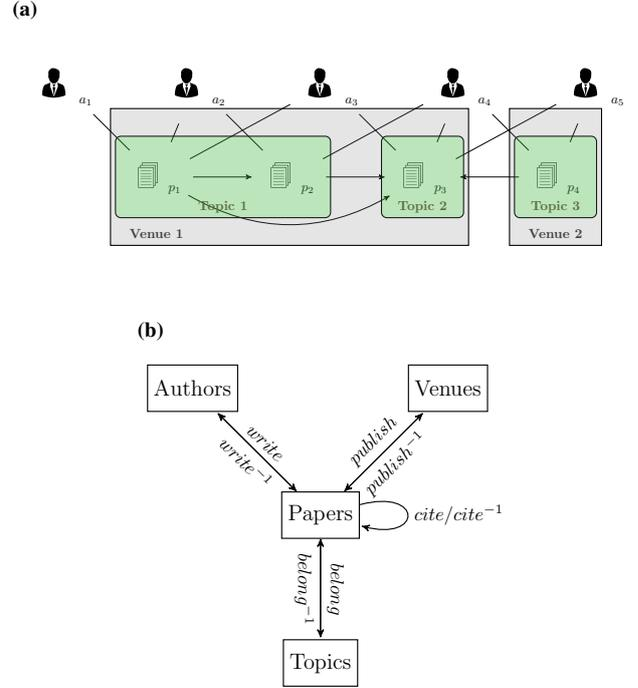 (a)
a₁ a₂ a₃ a₄ a₅
p₁ p₂ p₃ p₄
Topic 1 Topic 2 Topic 3
Venue 1 Venue 2
(b)
Authors Venues
write publish
write⁻¹ publish⁻¹
Papers
cite/cite⁻¹
belong⁻¹ belong
Topics